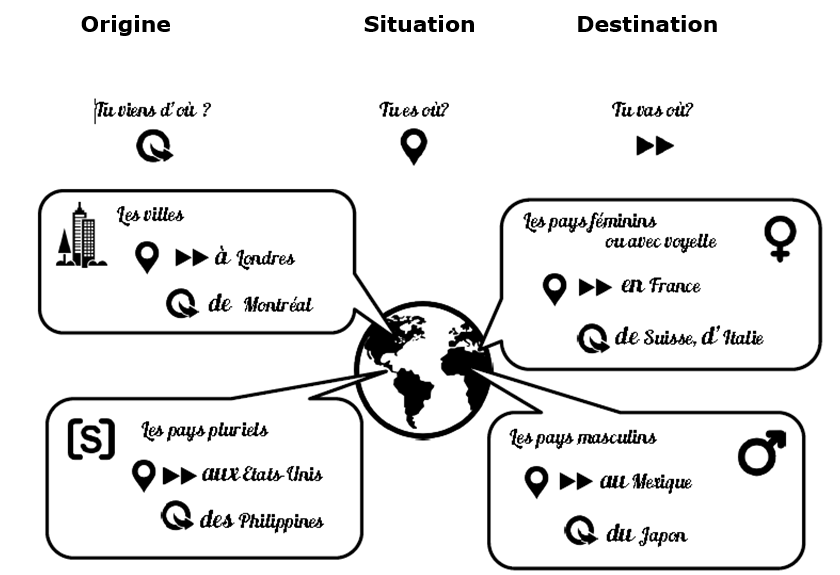 Origine
Situation
Destination
Tu viens d'où ?
Tu es où?
Tu vas où?
Les villes
à Londres
de Montréal
Les pays féminins
ou avec voyelle
en France
de Suisse, d'Italie
[S]
Les pays pluriels
aux Etats-Unis
des Philippines
Les pays masculins
au Mexique
du Japon